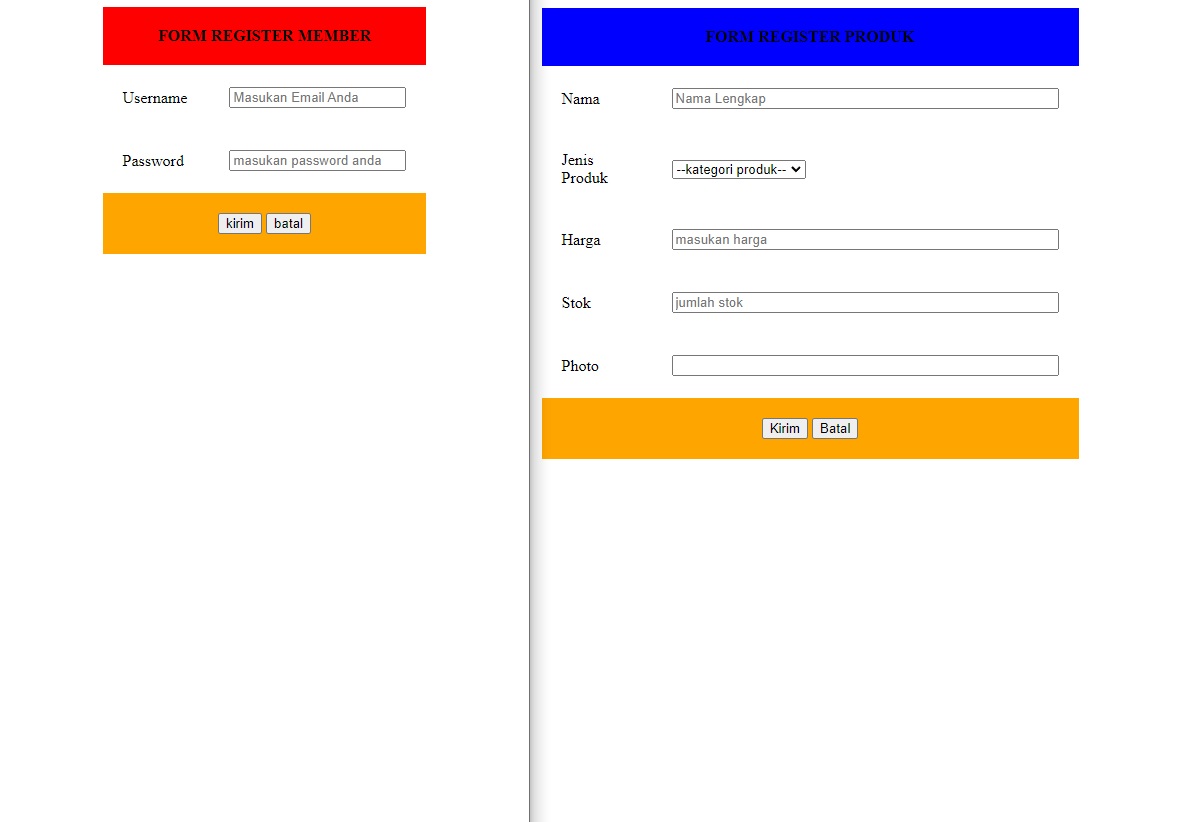 FORM REGISTER MEMBER
Username
Masukan Email Anda
Password
masukan password anda
kirim batal
FORM REGISTER PRODUK
Nama
Nama Lengkap
Jenis
Produk
--kategori produk--
Harga
masukan harga
Stok
jumlah stok
Photo
Kirim Batal